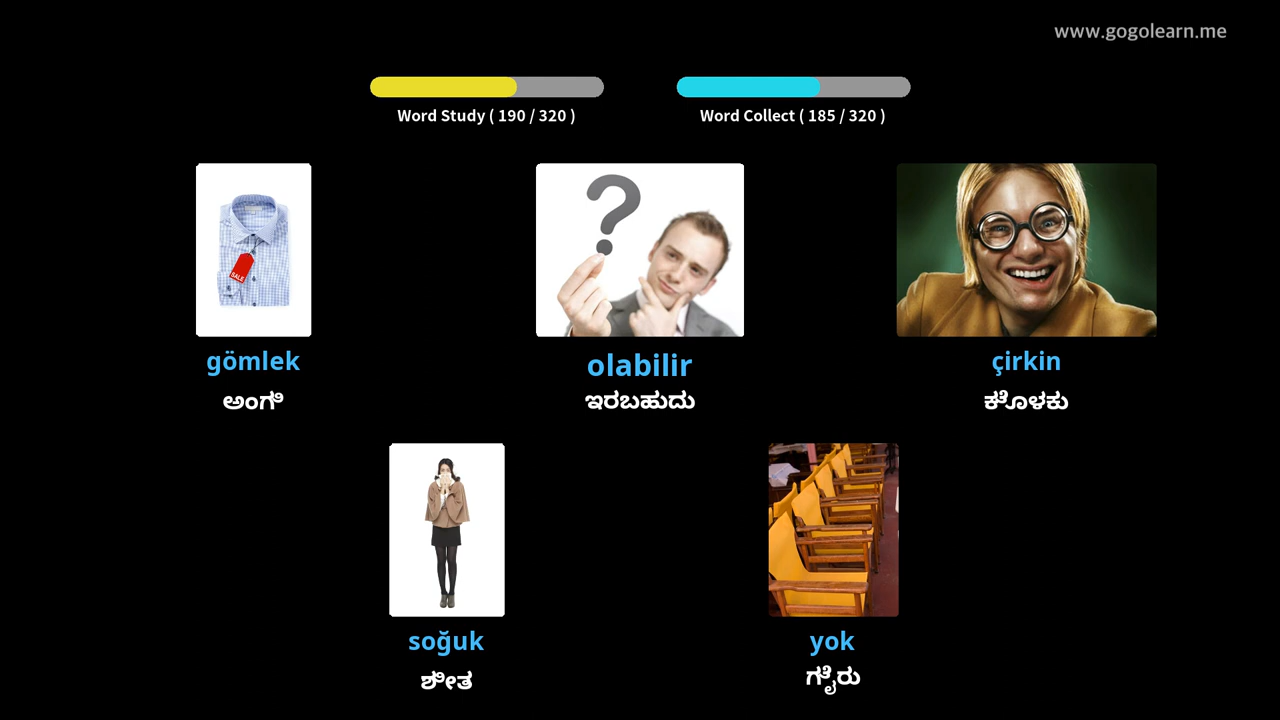 www.gogolearn.me
Word Study ( 190 / 320 )
Word Collect ( 185 / 320 )
gömlek
ಅಂಗಿ
olabilir
ಇರಬಹುದು
çirkin
ಕೊಳಕು
soğuk
ಶೀತ
yok
ಗೈರು